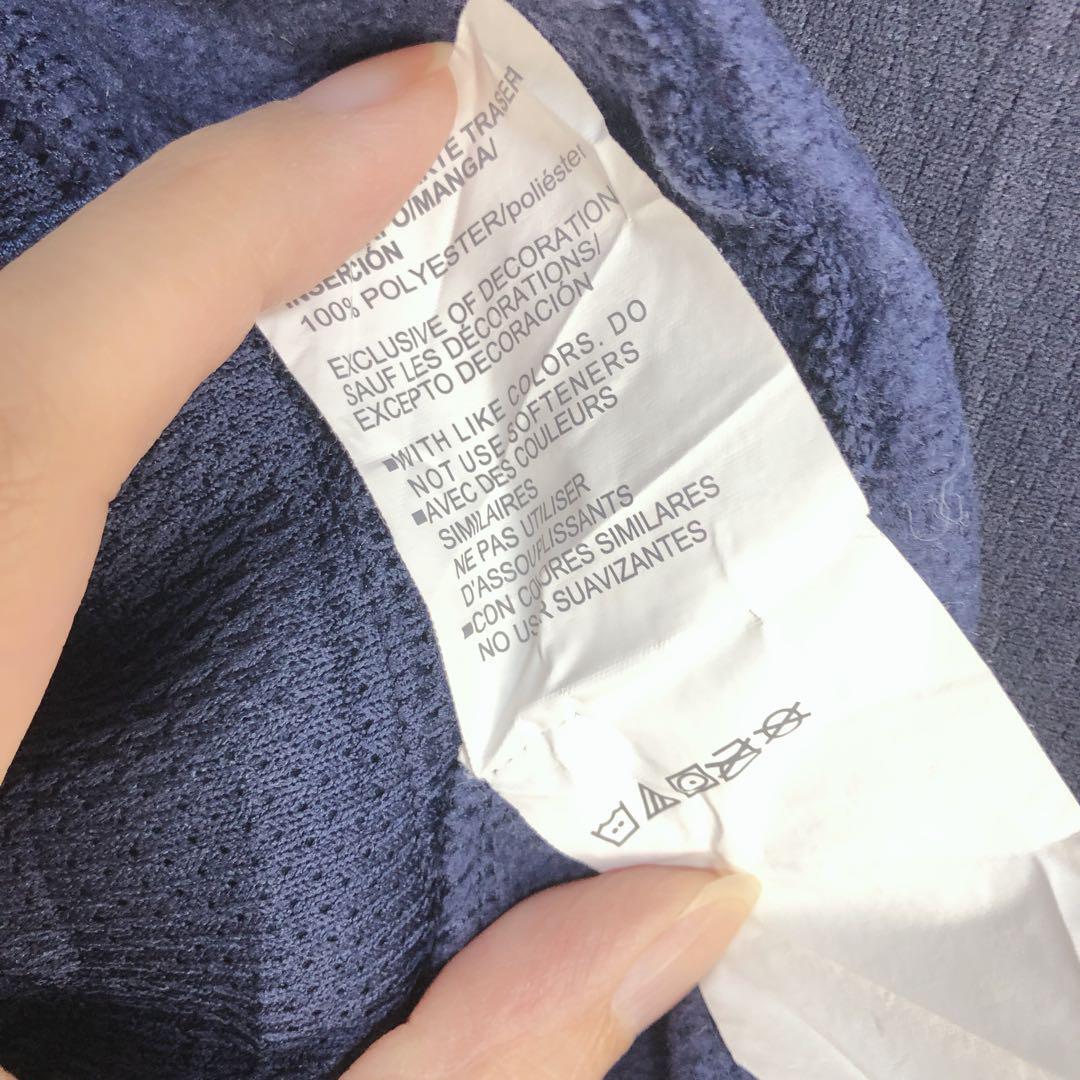 INSERCIÓN
100% POLYESTER/poliéster
EXCLUSIVE OF DECORATION
SAUF LES DÉCORATIONS/
EXCEPTO DECORACIÓN
▪WITH LIKE COLORS. DO
NOT USE SOFTENERS
▪AVEC DES COULEURS
SIMILAIRES
NE PAS UTILISER
D'ASSOUPLISSANTS
▪CON COLORES SIMILARES
NO USAR SUAVIZANTES